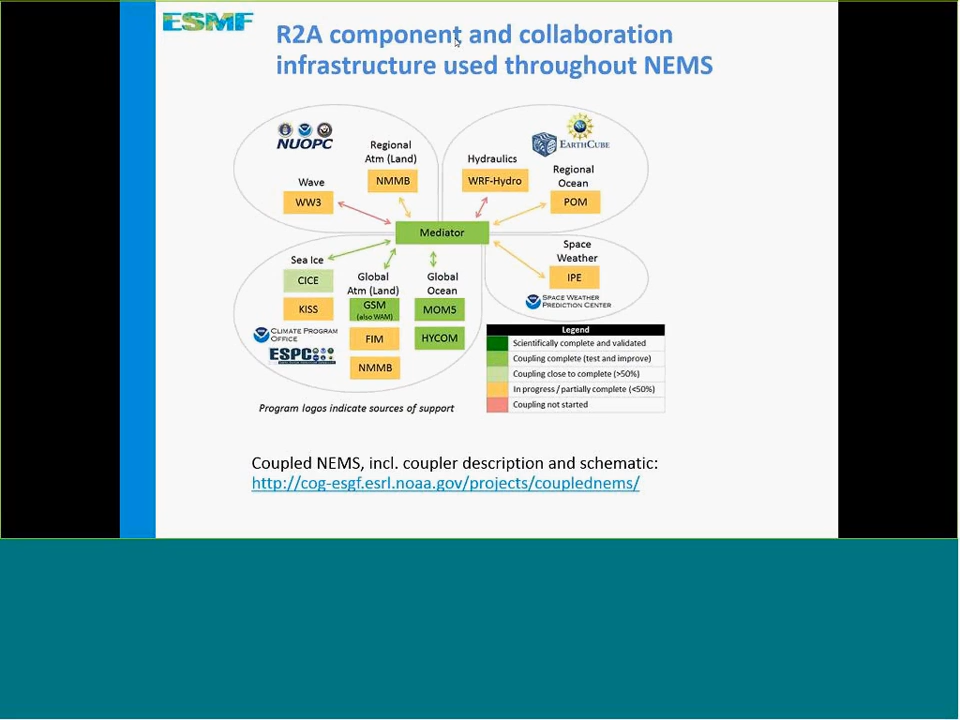 ESMF
R2A component and collaboration
infrastructure used throughout NEMS
NUOPC
Regional
Atm (Land)
NMMB
Wave
WW3
Hydraulics
WRF-Hydro
EARTHCUBE
Regional
Ocean
POM
Mediator
Sea Ice
CICE
KISS
Global
Atm (Land)
GSM
(also WAM)
FIM
NMMB
Global
Ocean
MOM5
HYCOM
Space
Weather
IPE
SPACE WEATHER
PREDICTION CENTER
CLIMATE PROGRAM
OFFICE
ESPC
Legend
Scientifically complete and validated
Coupling complete (test and improve)
Coupling close to complete (>50%)
In progress / partially complete (<50%)
Coupling not started
Program logos indicate sources of support
Coupled NEMS, incl. coupler description and schematic:
http://cog-esgf.esrl.noaa.gov/projects/couplednems/